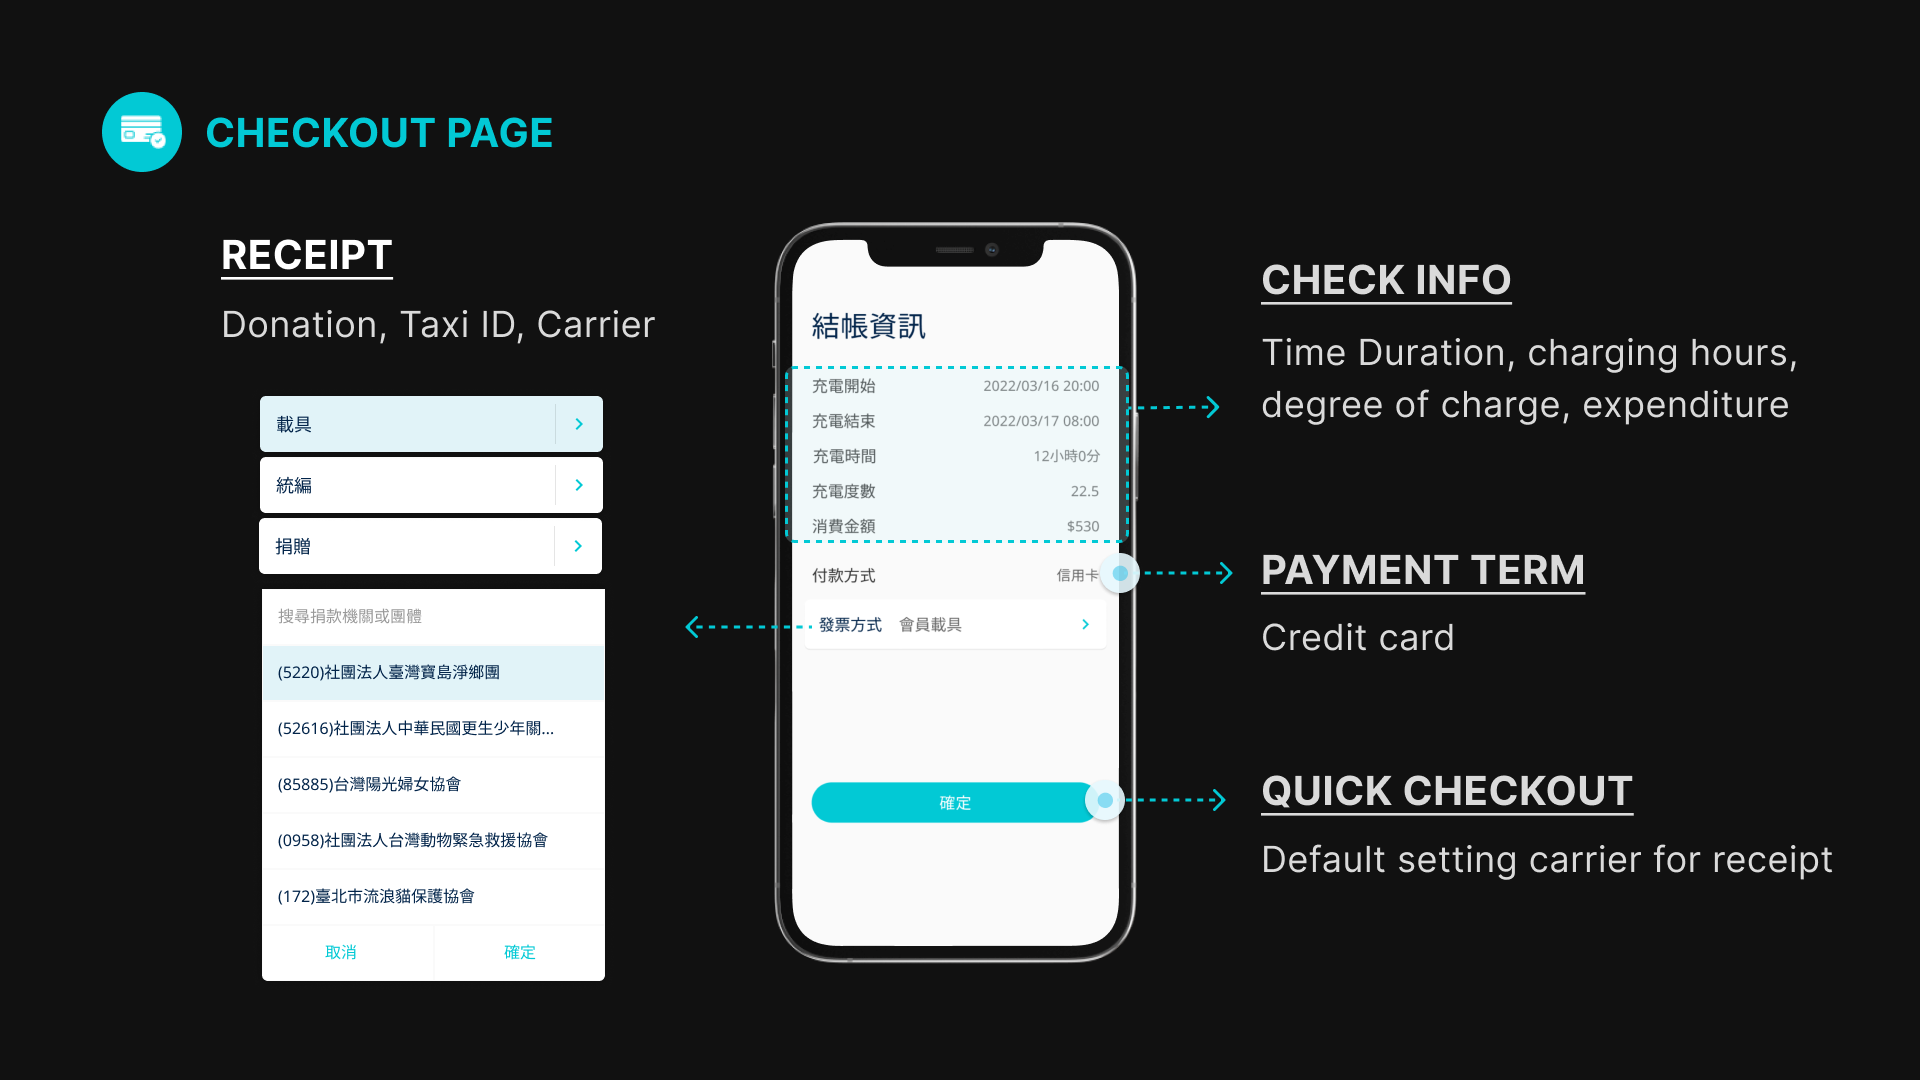 CHECKOUT PAGE
RECEIPT
Donation, Taxi ID, Carrier
載具
統編
捐贈
搜尋捐款機關或團體
(5220)社團法人臺灣寶島淨鄉團
(52616)社團法人中華民國更生少年關...
(85885)台灣陽光婦女協會
(0958)社團法人台灣動物緊急救援協會
(172)臺北市流浪貓保護協會
取消 確定
結帳資訊
充電開始 2022/03/16 20:00
充電結束 2022/03/17 08:00
充電時間 12小時0分
充電度數 22.5
消費金額 $530
付款方式 信用卡
發票方式 會員載具
確定
CHECK INFO
Time Duration, charging hours,
degree of charge, expenditure
PAYMENT TERM
Credit card
QUICK CHECKOUT
Default setting carrier for receipt